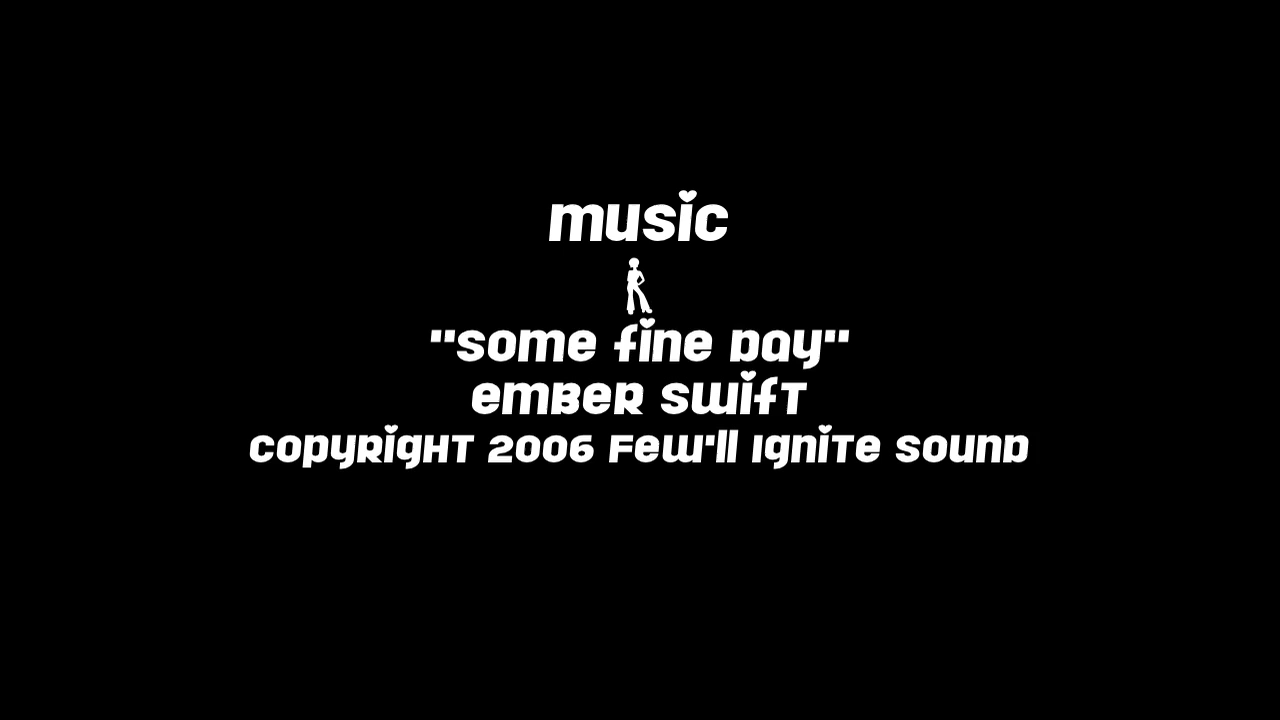 music
"some fine day"
ember swift
copyright 2006 few'll ignite sound